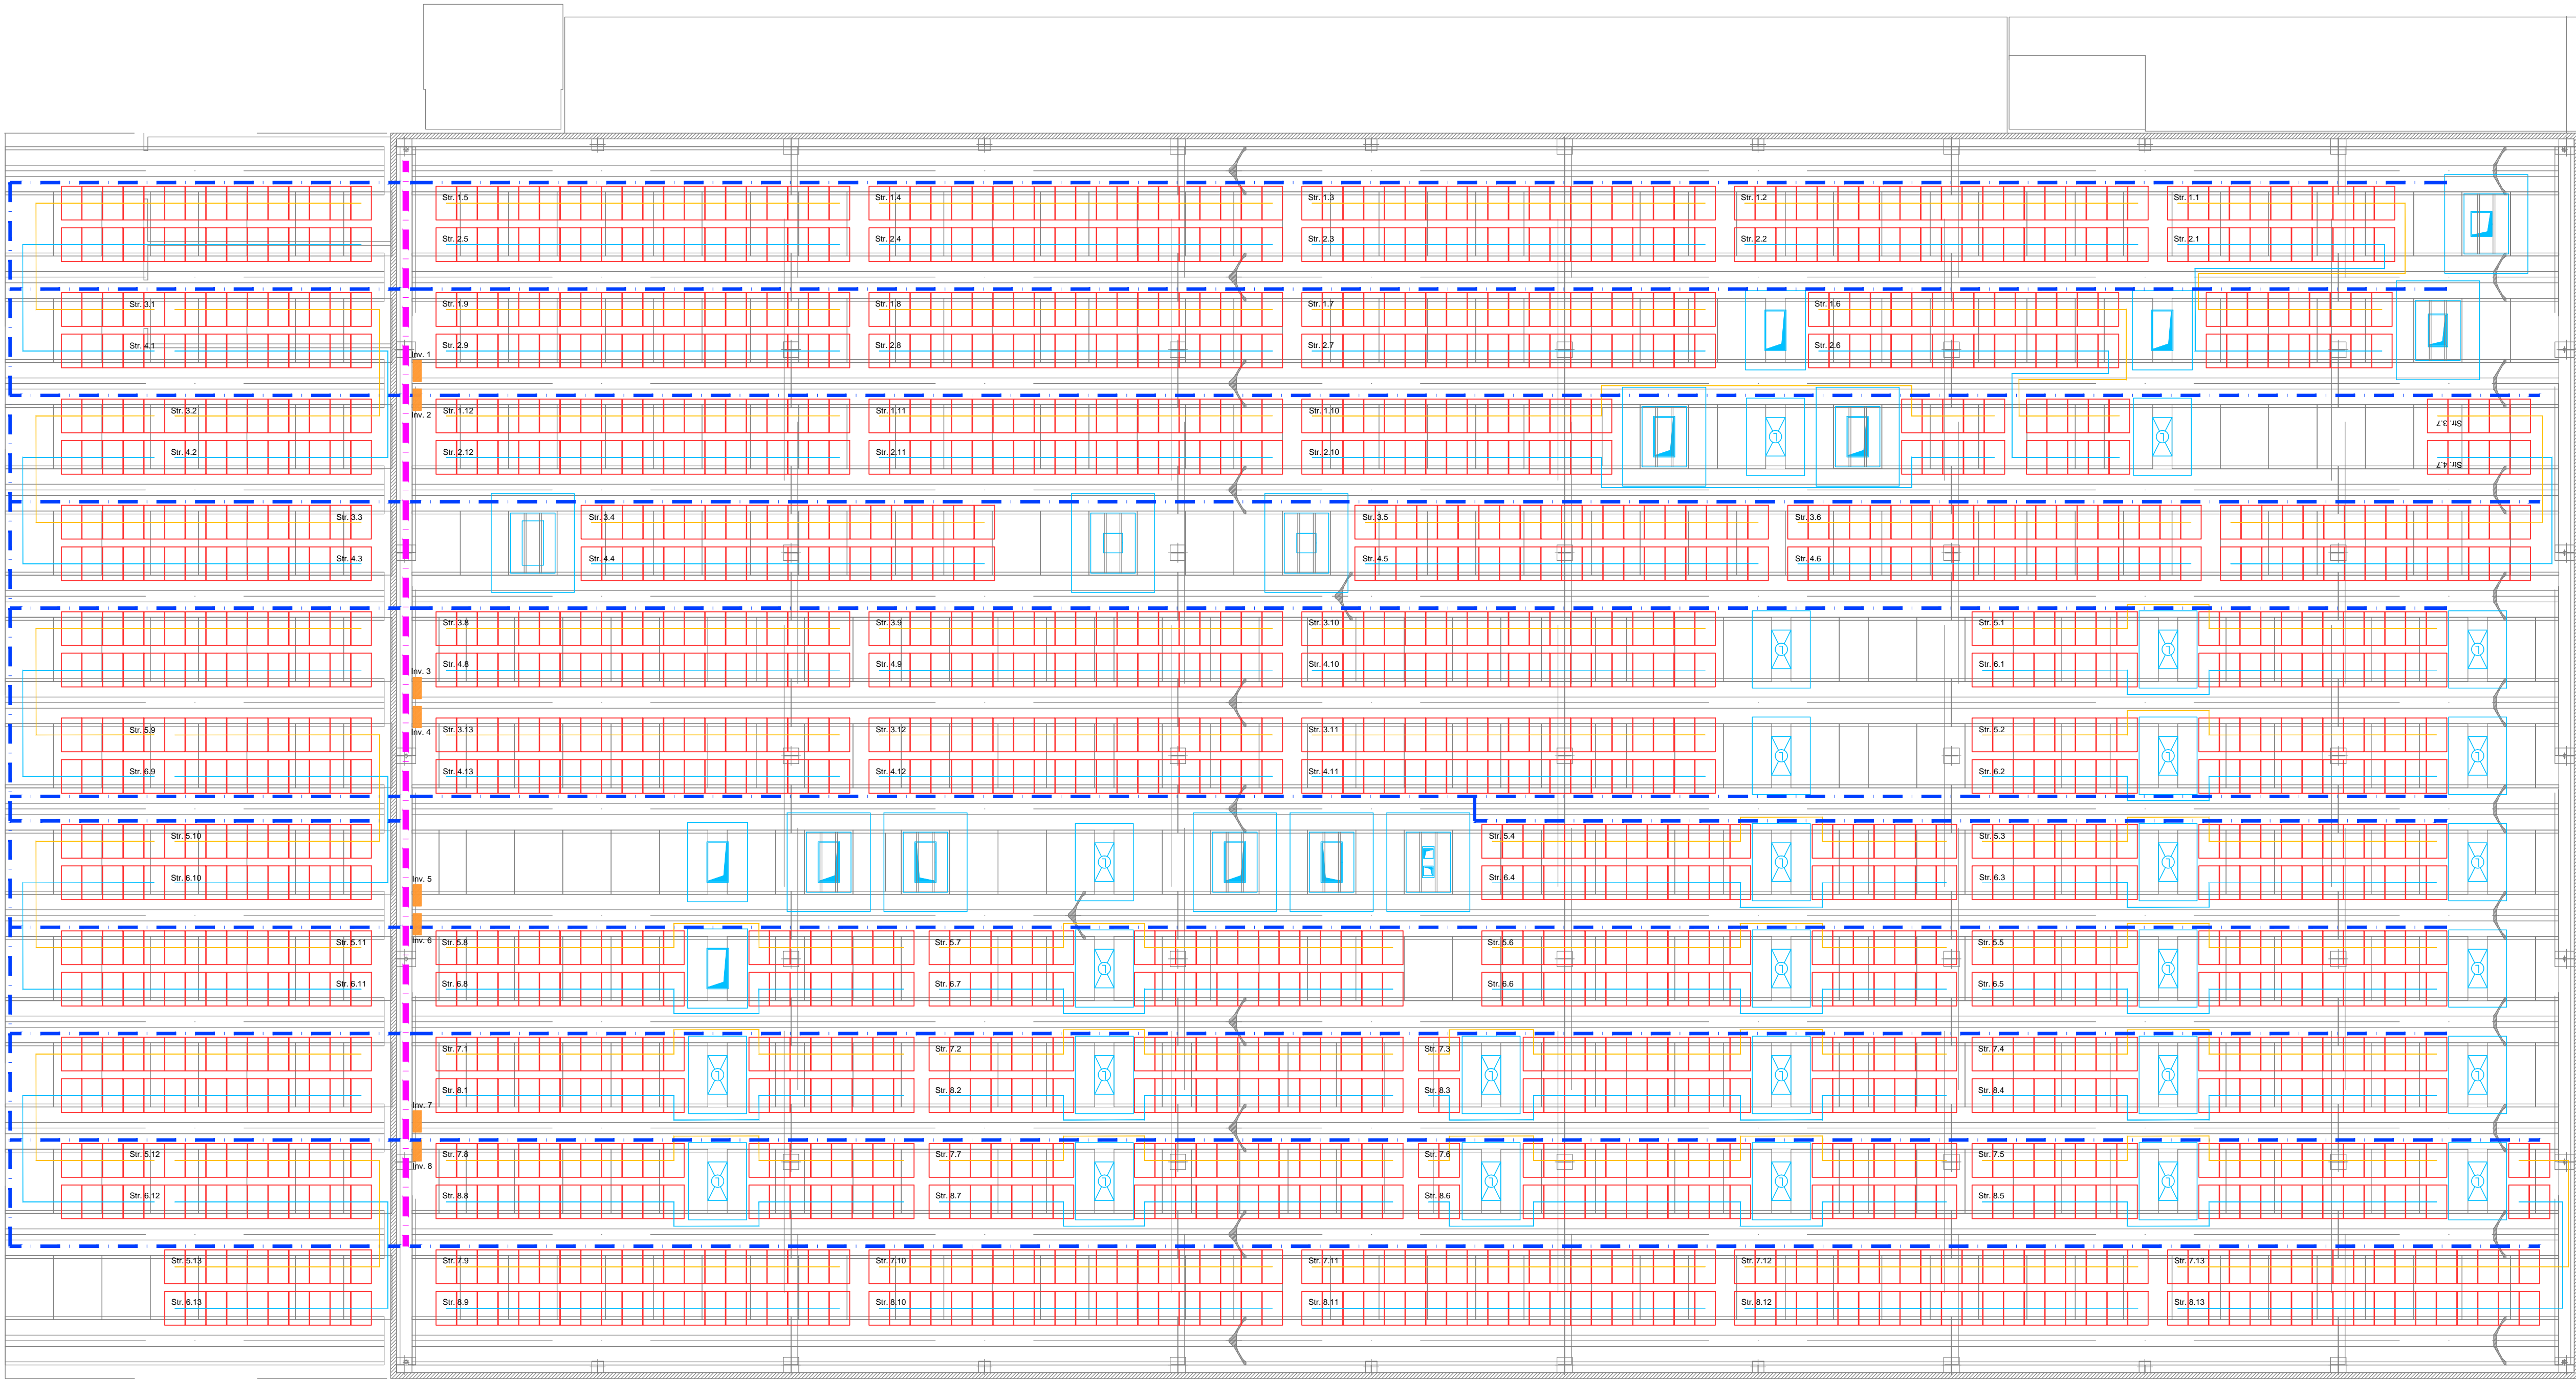 Str. 1.5 Str. 1.4 Str. 1.3 Str. 1.2 Str. 1.1
Str. 2.5 Str. 2.4 Str. 2.3 Str. 2.2 Str. 2.1
Str. 3.1 Str. 1.9 Str. 1.8 Str. 1.7 Str. 1.6
Str. 4.1 Str. 2.9 Str. 2.8 Str. 2.7 Str. 2.6
Inv. 1
Str. 3.2 Inv. 2 Str. 1.12 Str. 1.11 Str. 1.10 Str. 3.7
Str. 4.2 Str. 2.12 Str. 2.11 Str. 2.10 Str. 4.7
Str. 3.3 Str. 3.4 Str. 3.5 Str. 3.6
Str. 4.3 Str. 4.4 Str. 4.5 Str. 4.6
Str. 3.8 Str. 3.9 Str. 3.10 Str. 5.1
Str. 4.8 Str. 4.9 Str. 4.10 Str. 6.1
Inv. 3
Str. 5.9 Inv. 4 Str. 3.13 Str. 3.12 Str. 3.11 Str. 5.2
Str. 6.9 Str. 4.13 Str. 4.12 Str. 4.11 Str. 6.2
Str. 5.10 Str. 5.4 Str. 5.3
Str. 6.10 Inv. 5 Str. 6.4 Str. 6.3
Str. 5.11 Inv. 6 Str. 5.8 Str. 5.7 Str. 5.6 Str. 5.5
Str. 6.11 Str. 6.8 Str. 6.7 Str. 6.6 Str. 6.5
Str. 7.1 Str. 7.2 Str. 7.3 Str. 7.4
Str. 8.1 Str. 8.2 Str. 8.3 Str. 8.4
Inv. 7
Str. 5.12 Str. 7.8 Str. 7.7 Str. 7.6 Str. 7.5
Inv. 8
Str. 6.12 Str. 8.8 Str. 8.7 Str. 8.6 Str. 8.5
Str. 5.13 Str. 7.9 Str. 7.10 Str. 7.11 Str. 7.12 Str. 7.13
Str. 6.13 Str. 8.9 Str. 8.10 Str. 8.11 Str. 8.12 Str. 8.13